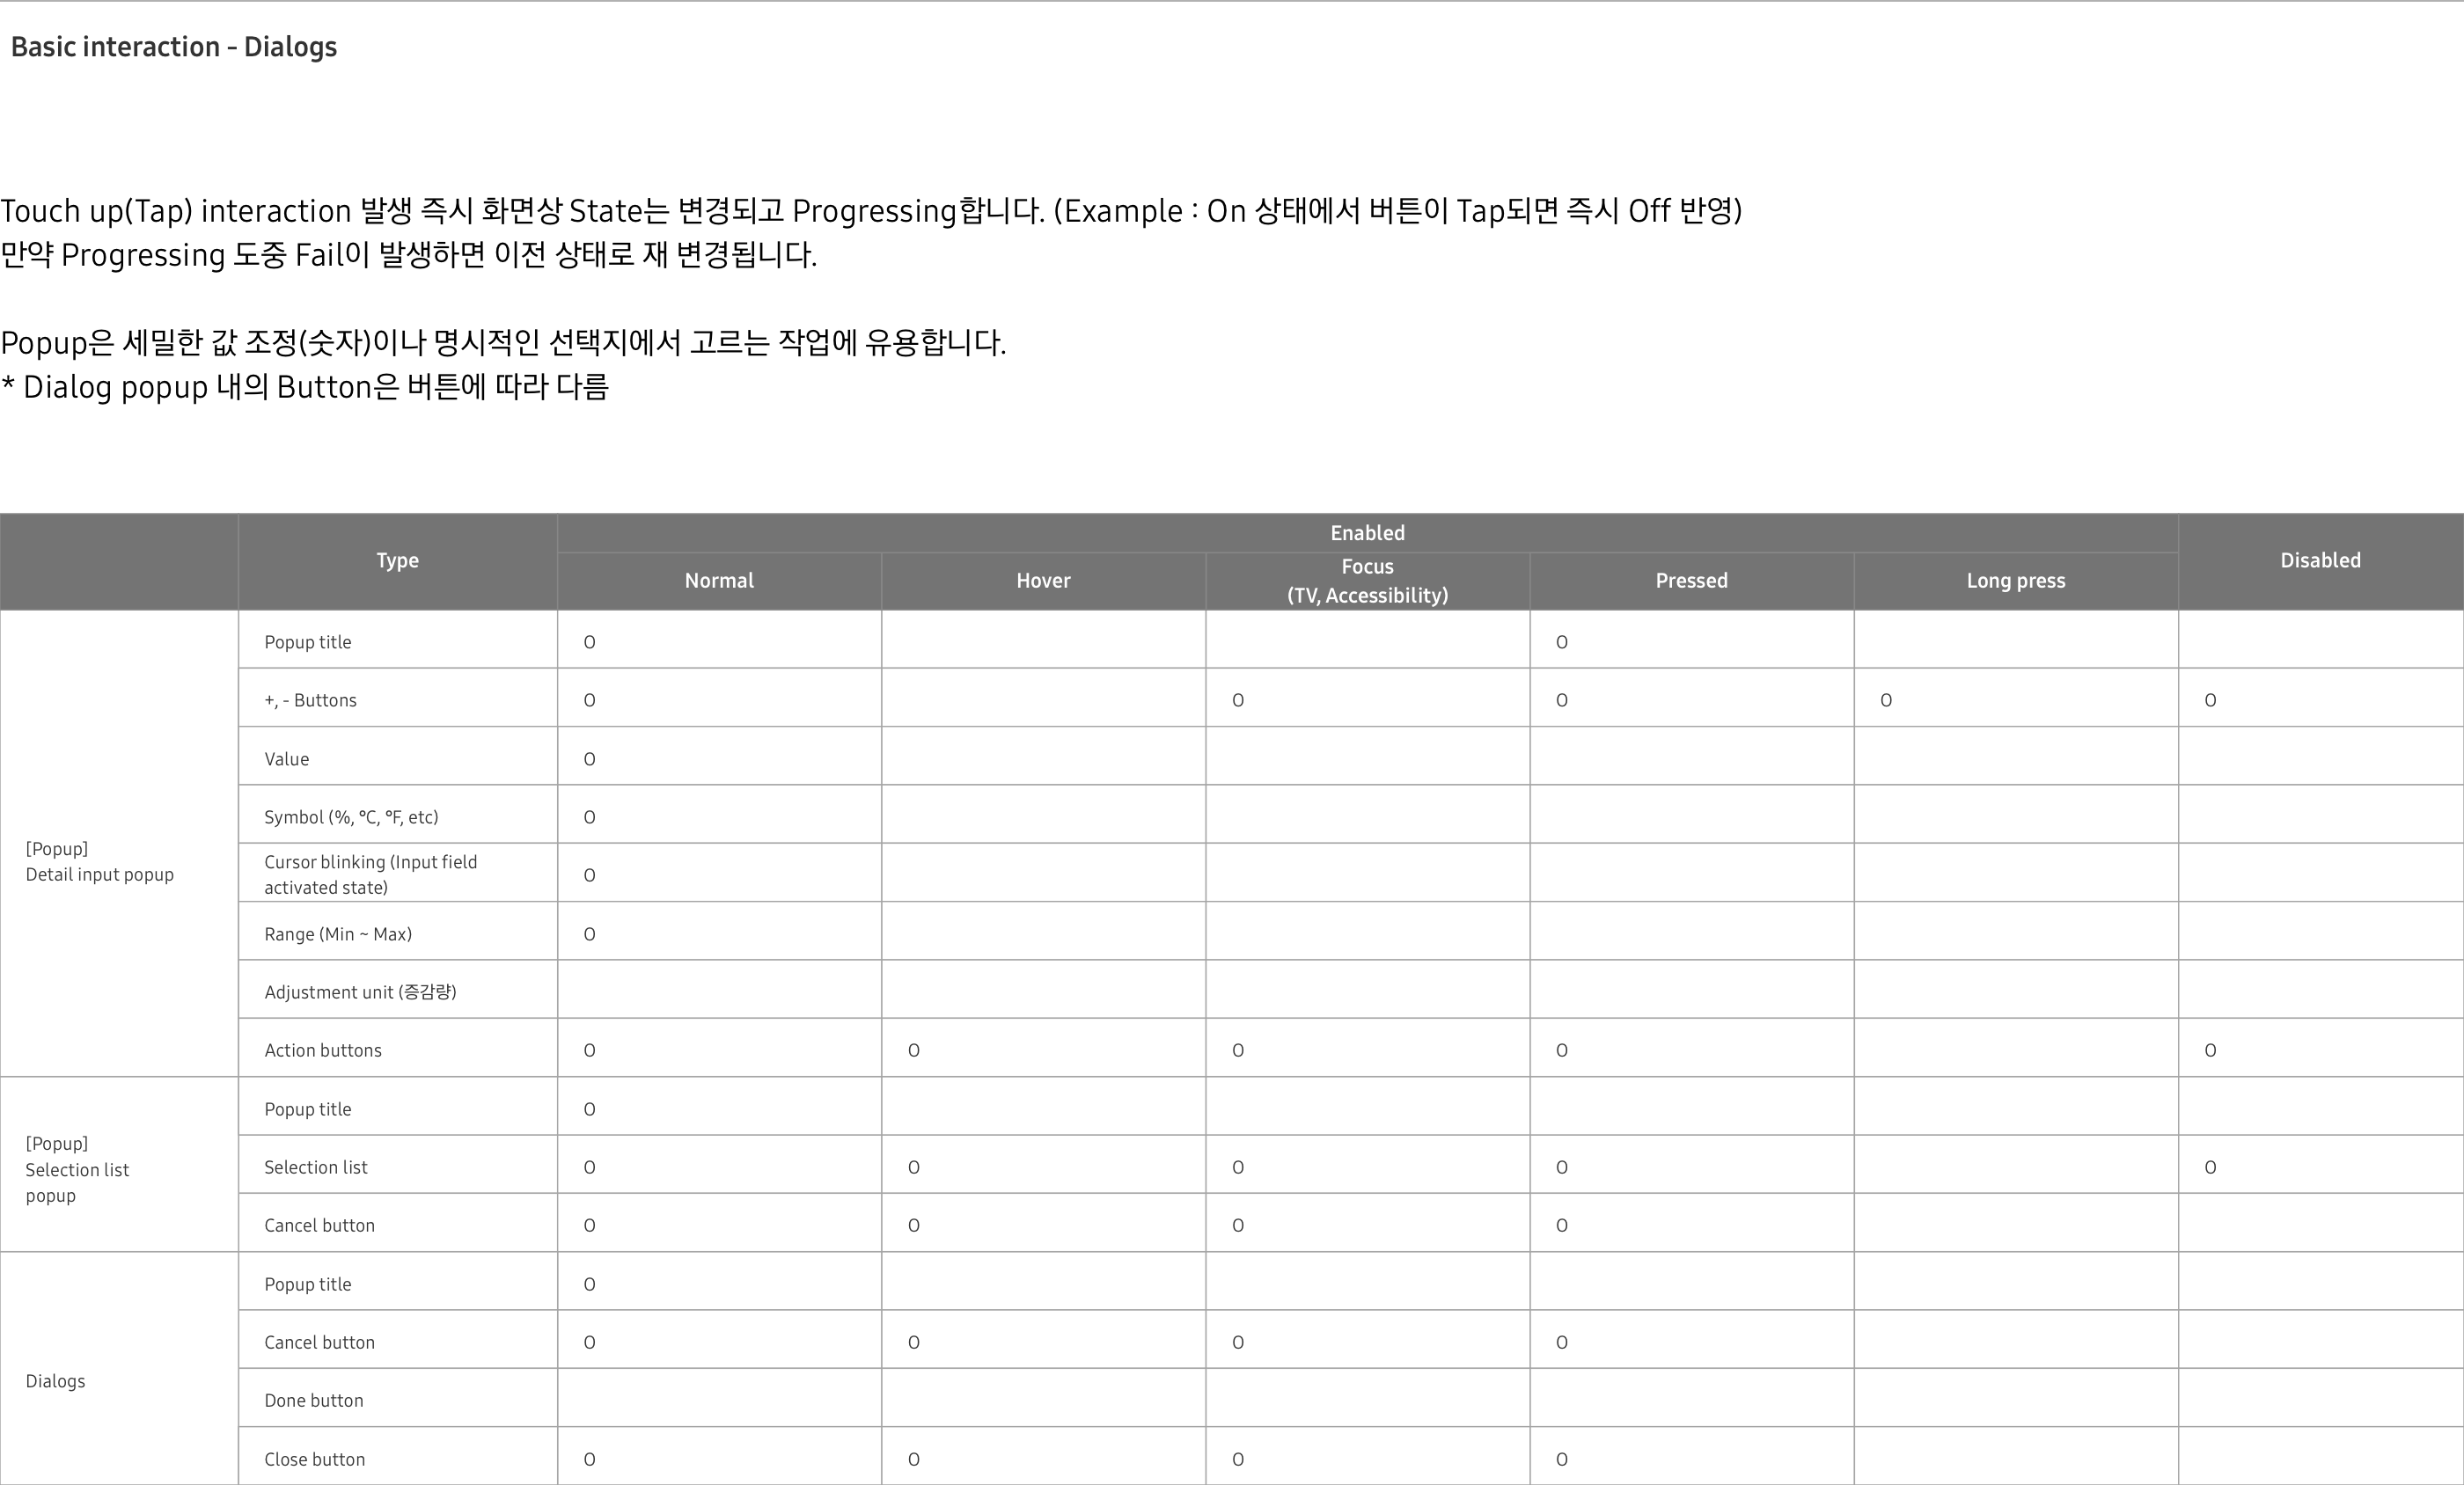 Basic interaction - Dialogs
Touch up(Tap) interaction 발생 즉시 화면상 State는 변경되고 Progressing합니다. (Example : On 상태에서 버튼이 Tap되면 즉시 Off 반영)
만약 Progressing 도중 Fail이 발생하면 이전 상태로 재 변경됩니다.
Popup은 세밀한 값 조정(숫자)이나 명시적인 선택지에서 고르는 작업에 유용합니다.
* Dialog popup 내의 Button은 버튼에 따라 다름
Type Enabled Disabled
Normal Hover Focus (TV, Accessibility) Pressed Long press
[Popup]
Detail input popup
Popup title O O
+, - Buttons O O O O O
Value O
Symbol (%, °C, °F, etc) O
Cursor blinking (Input field
activated state) O
Range (Min ~ Max) O
Adjustment unit (증감량)
Action buttons O O O O O
[Popup]
Selection list
popup
Popup title O
Selection list O O O O O
Cancel button O O O O
Dialogs
Popup title O
Cancel button O O O O
Done button
Close button O O O O